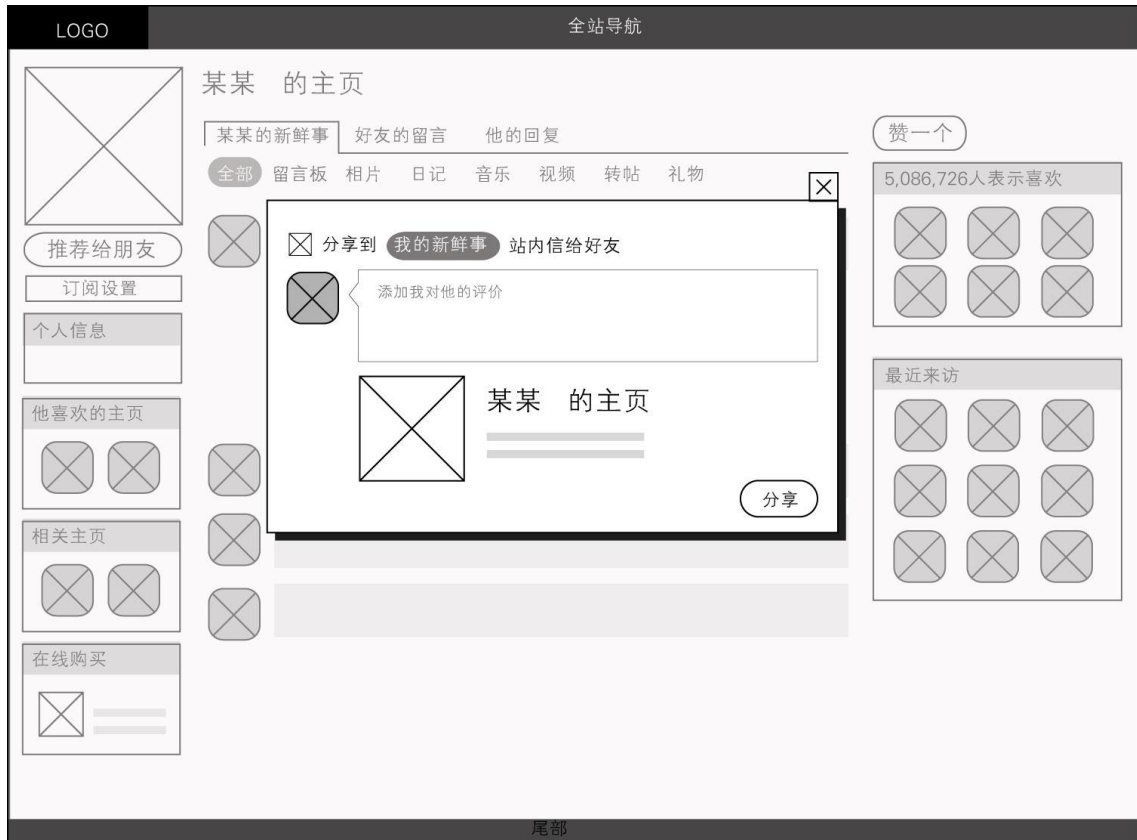 LOGO
全站导航
某某 的主页
某某的新鲜事 好友的留言 他的回复
全部 留言板 相片 日记 音乐 视频 转帖 礼物
推荐给朋友
订阅设置
个人信息
他喜欢的主页
相关主页
在线购买
分享到 我的新鲜事 站内信给好友
添加我对他的评价
某某 的主页
分享
赞一个
5,086,726人表示喜欢
最近来访
尾部